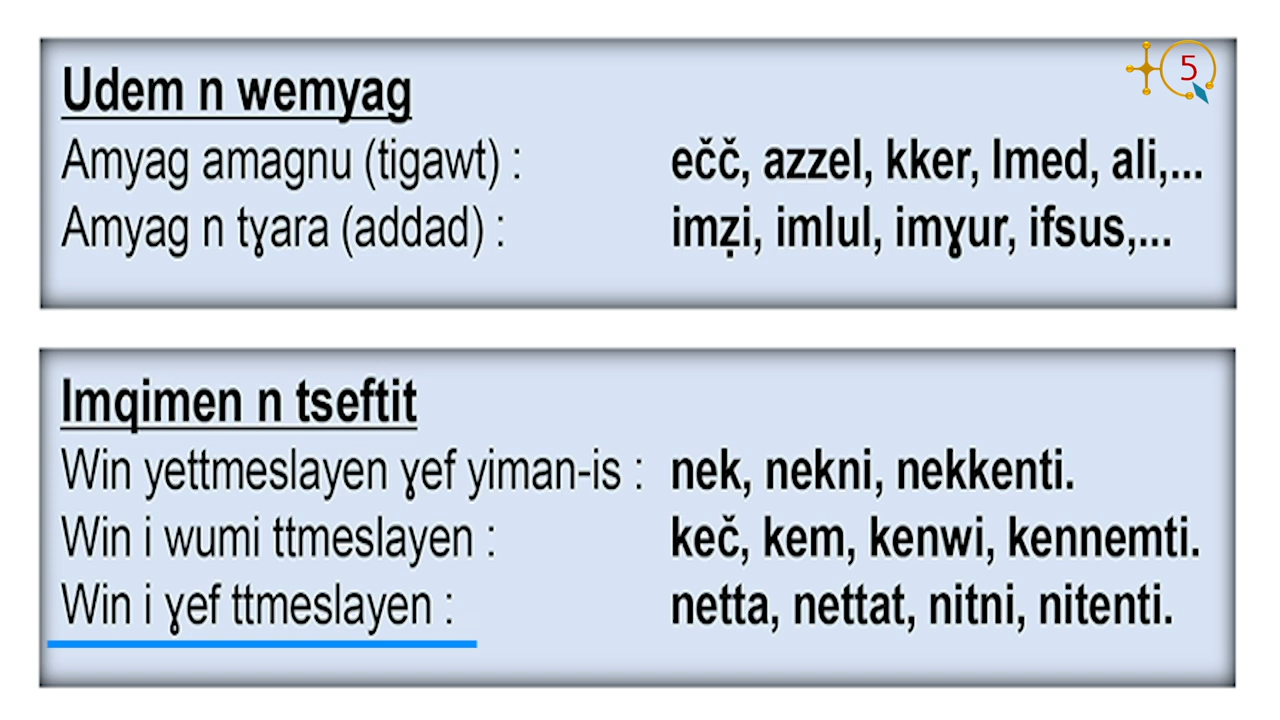 5
Udem n wemyag
Amyag amagnu (tigawt) : ečč, azzel, kker, lmed, ali,...
Amyag n tɣara (addad) : imẓi, imlul, imɣur, ifsus,...
Imqimen n tseftit
Win yettmeslayen ɣef yiman-is : nek, nekni, nekkenti.
Win i wumi ttmeslayen : keč, kem, kenwi, kennemti.
Win i ɣef ttmeslayen : netta, nettat, nitni, nitenti.